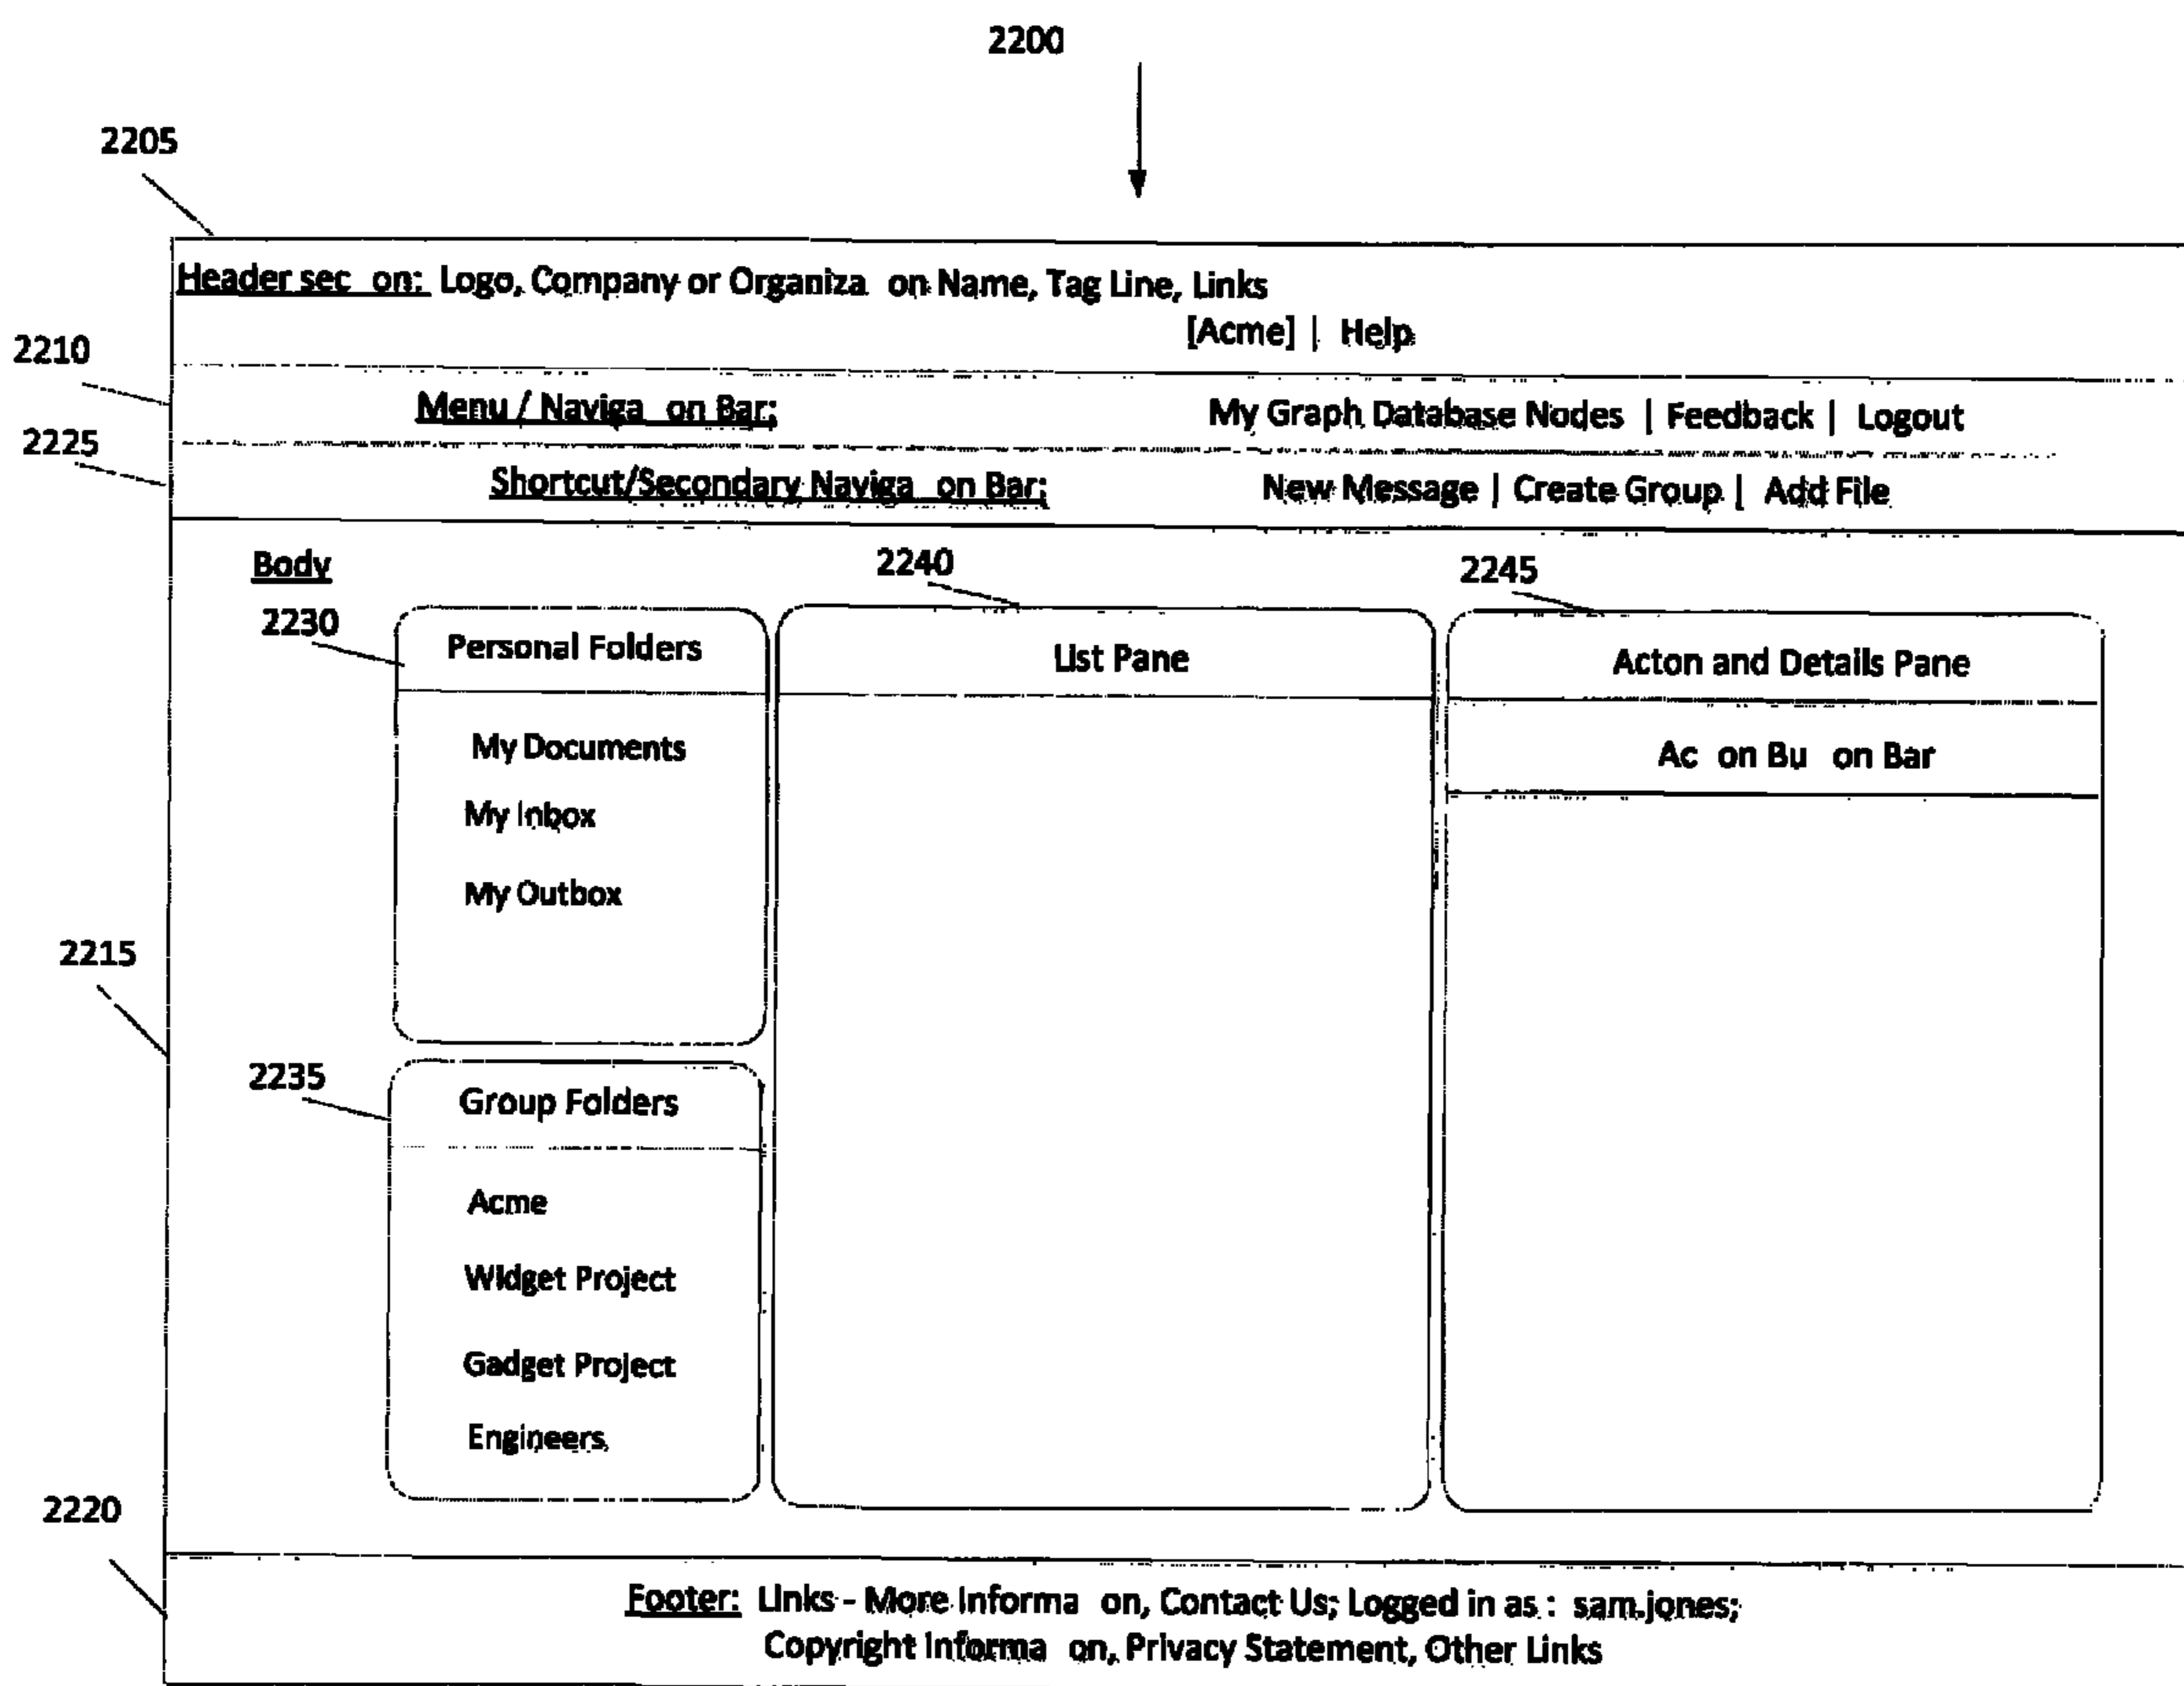 2200
2205
Header sec on: Logo, Company or Organiza on Name, Tag Line, Links
[Acme] | Help
2210
Menu / Naviga on Bar; My Graph Database Nodes | Feedback | Logout
2225
Shortcut/Secondary Naviga on Bar; New Message | Create Group | Add File
Body
2230
Personal Folders
My Documents
My Inbox
My Outbox
2215
2235
Group Folders
Acme
Widget Project
Gadget Project
Engineers
2240
List Pane
2245
Acton and Details Pane
Ac on Bu on Bar
2220
Footer: Links - More Informa on, Contact Us; Logged in as : sam.jones;
Copyright Informa on, Privacy Statement, Other Links